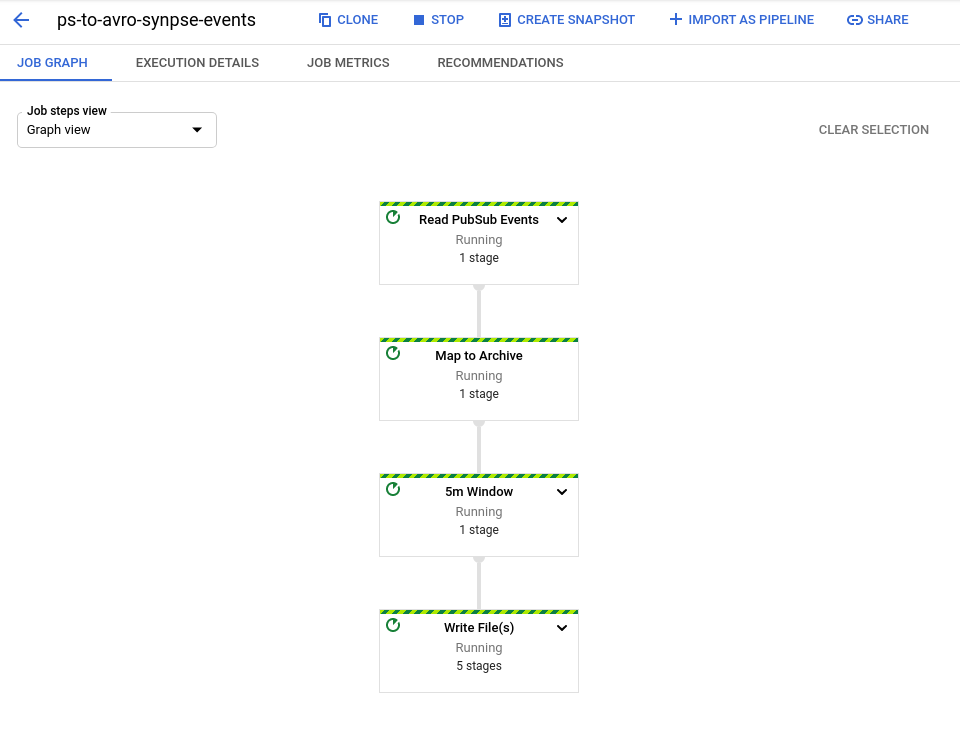 ps-to-avro-synpse-events CLONE STOP CREATE SNAPSHOT IMPORT AS PIPELINE SHARE
JOB GRAPH EXECUTION DETAILS JOB METRICS RECOMMENDATIONS
Job steps view
Graph view
CLEAR SELECTION
Read PubSub Events
Running
1 stage
Map to Archive
Running
1 stage
5m Window
Running
1 stage
Write File(s)
Running
5 stages